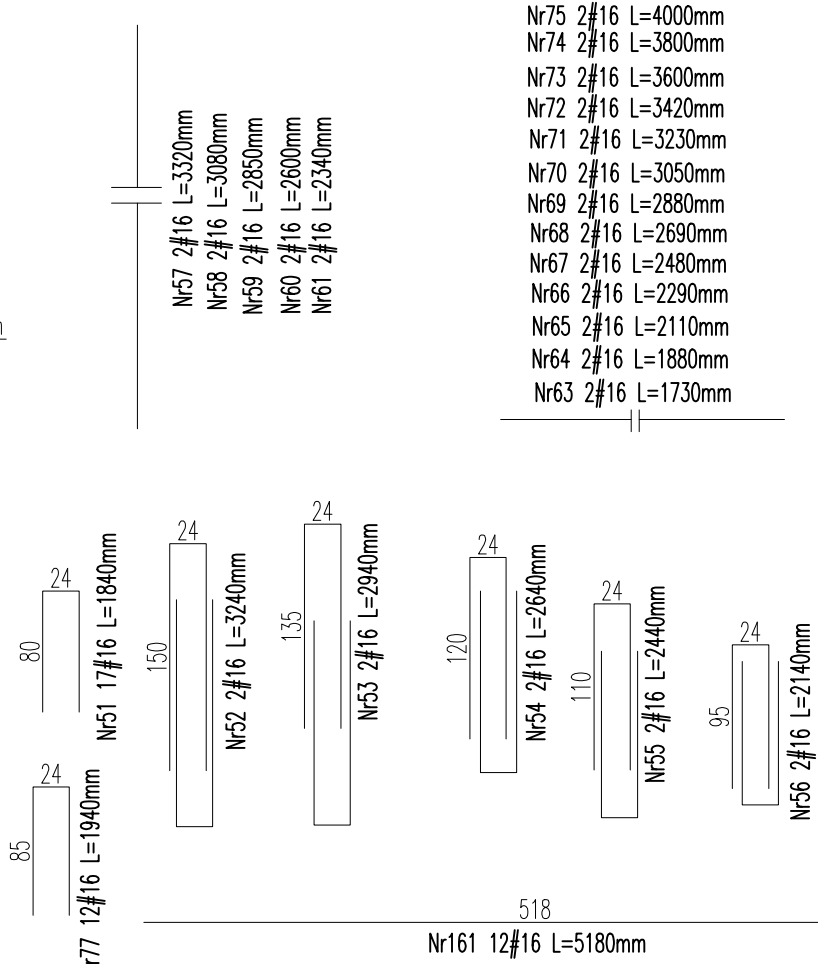 Nr75 2#16 L=4000mm
Nr74 2#16 L=3800mm
Nr73 2#16 L=3600mm
Nr72 2#16 L=3420mm
Nr71 2#16 L=3230mm
Nr70 2#16 L=3050mm
Nr69 2#16 L=2880mm
Nr68 2#16 L=2690mm
Nr67 2#16 L=2480mm
Nr66 2#16 L=2290mm
Nr65 2#16 L=2110mm
Nr64 2#16 L=1880mm
Nr63 2#16 L=1730mm
Nr57 2#16 L=3320mm
Nr58 2#16 L=3080mm
Nr59 2#16 L=2850mm
Nr60 2#16 L=2600mm
Nr61 2#16 L=2340mm
24
80
Nr51 17#16 L=1840mm
24
150
Nr52 2#16 L=3240mm
24
135
Nr53 2#16 L=2940mm
24
120
Nr54 2#16 L=2640mm
24
110
Nr55 2#16 L=2440mm
24
95
Nr56 2#16 L=2140mm
24
85
r77 12#16 L=1940mm
518
Nr161 12#16 L=5180mm